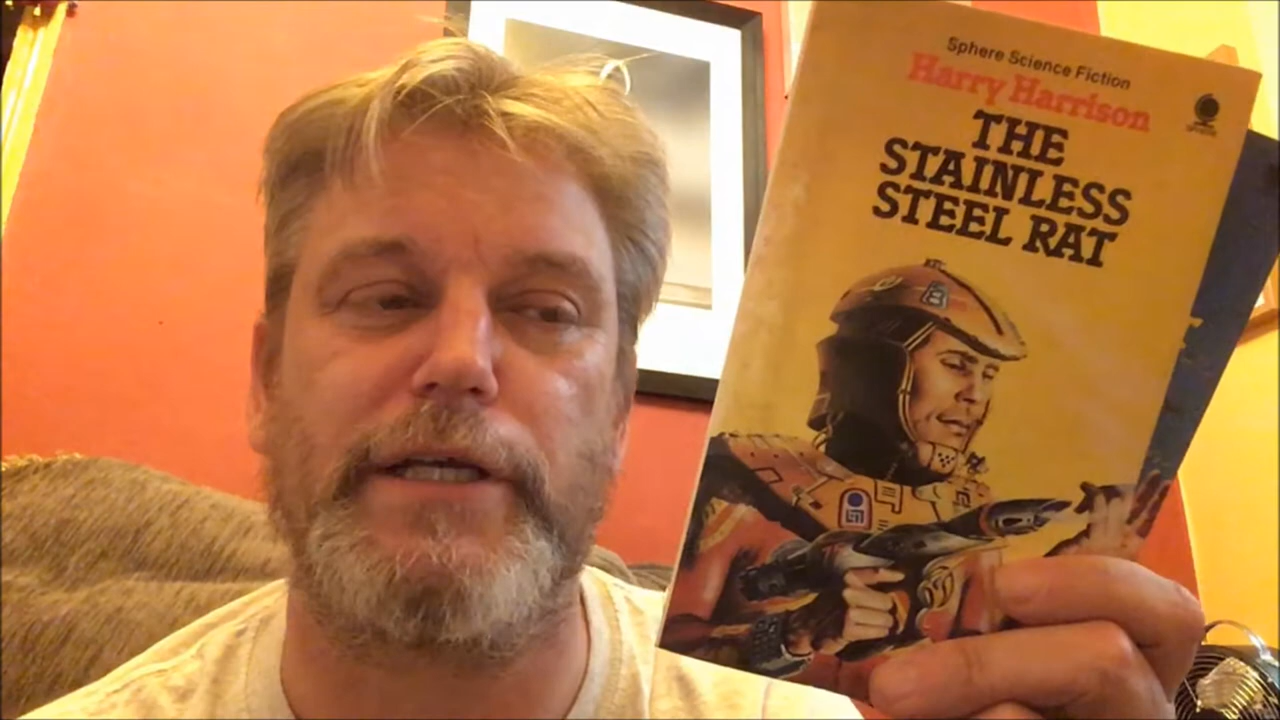 Sphere Science Fiction
Harry Harrison
THE
STAINLESS
STEEL RAT